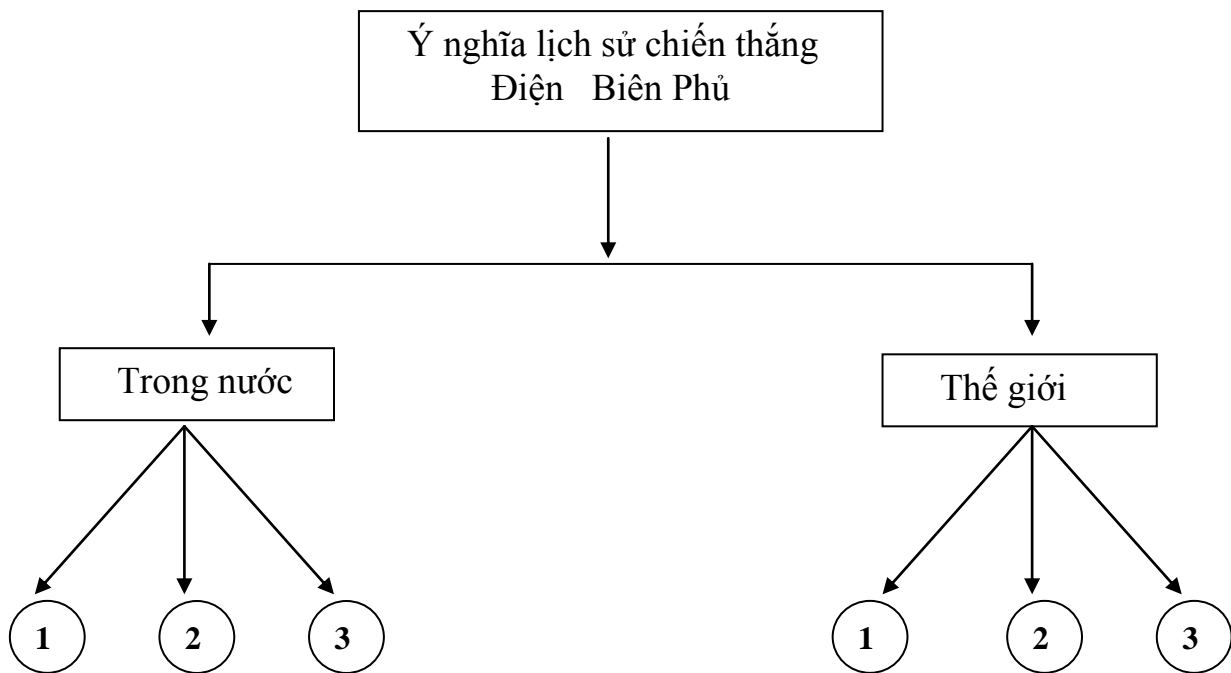 Ý nghĩa lịch sử chiến thắng
Điện Biên Phủ
Trong nước
Thế giới
1
2
3
1
2
3